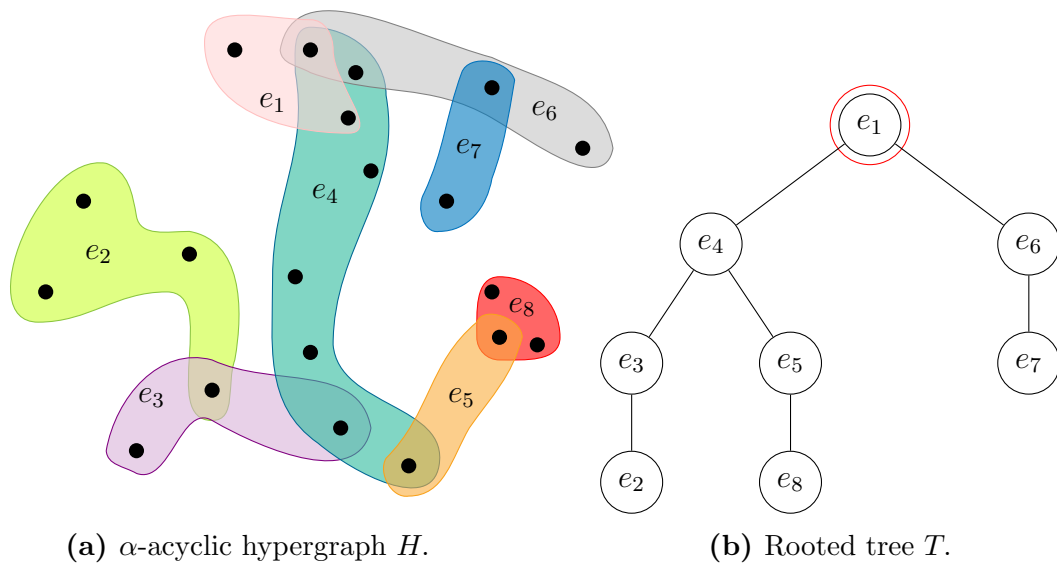 e1
e6
e7
e4
e2
e8
e3
e5
e1
e4
e6
e3
e5
e7
e2
e8
(a) α-acyclic hypergraph H.
(b) Rooted tree T.